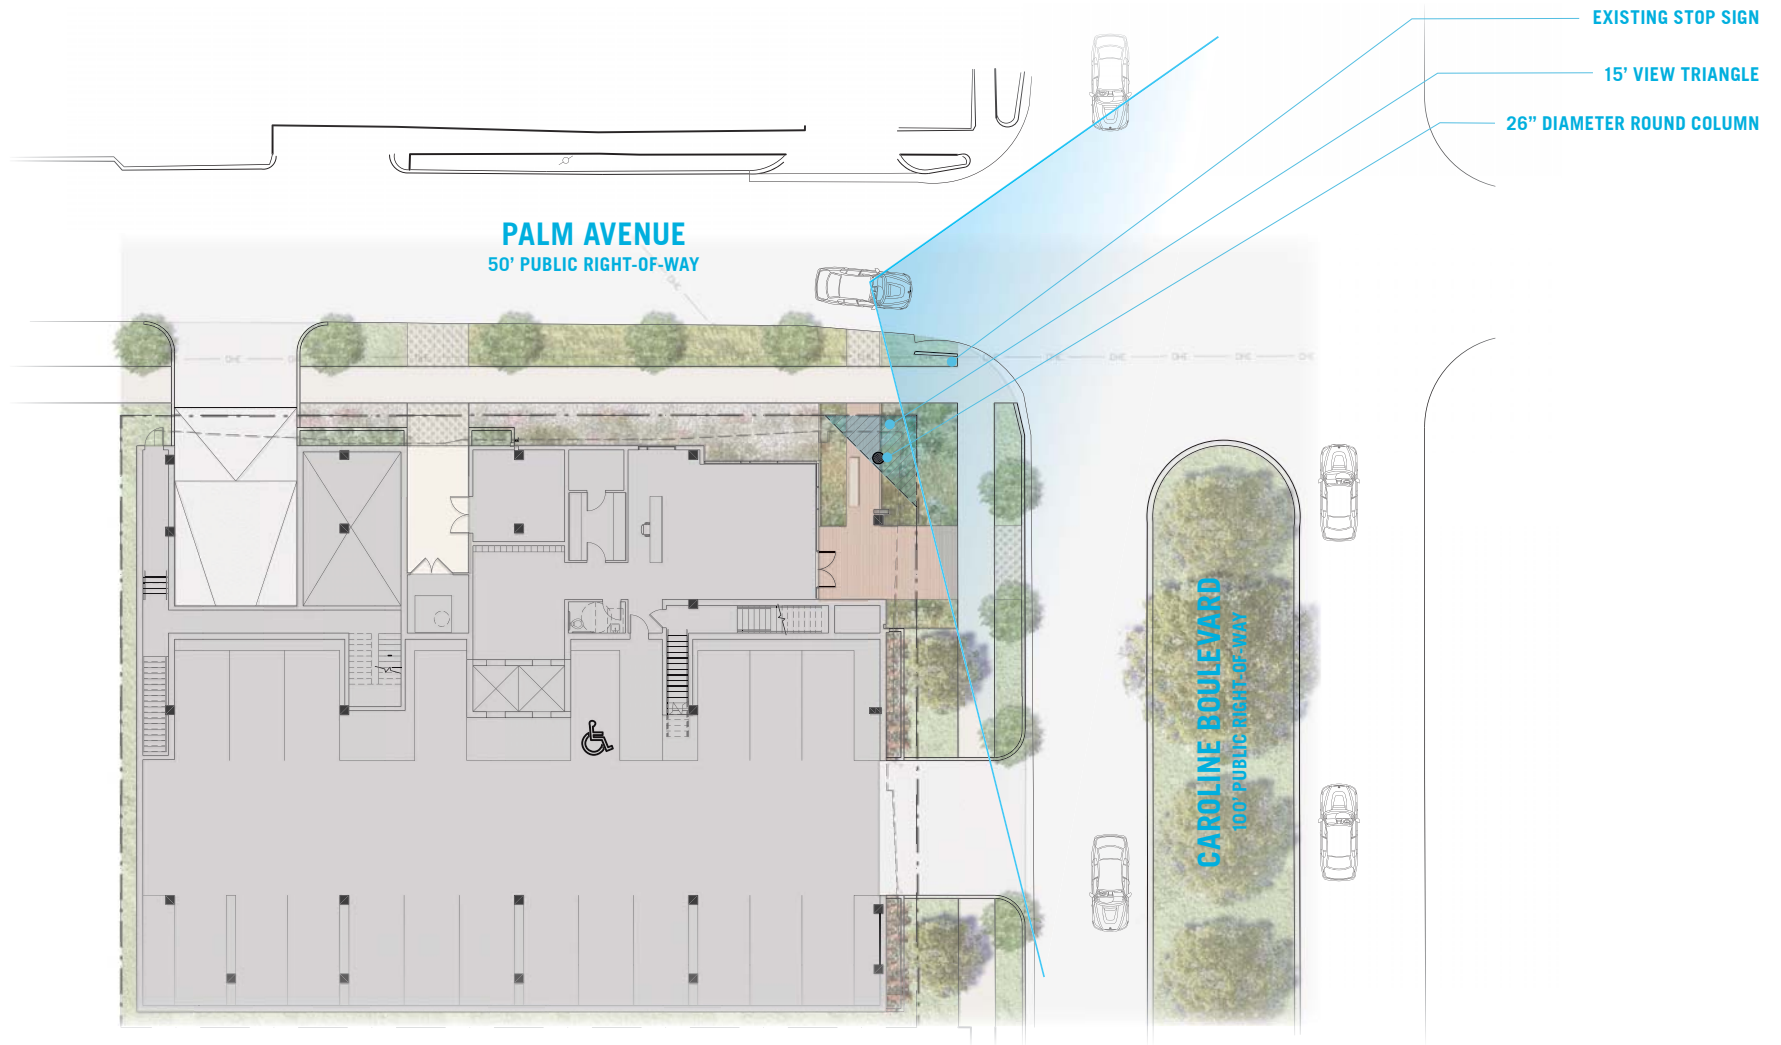 EXISTING STOP SIGN
15’ VIEW TRIANGLE
26” DIAMETER ROUND COLUMN
PALM AVENUE
50’ PUBLIC RIGHT-OF-WAY
CAROLINE BOULEVARD
100’ PUBLIC RIGHT-OF-WAY